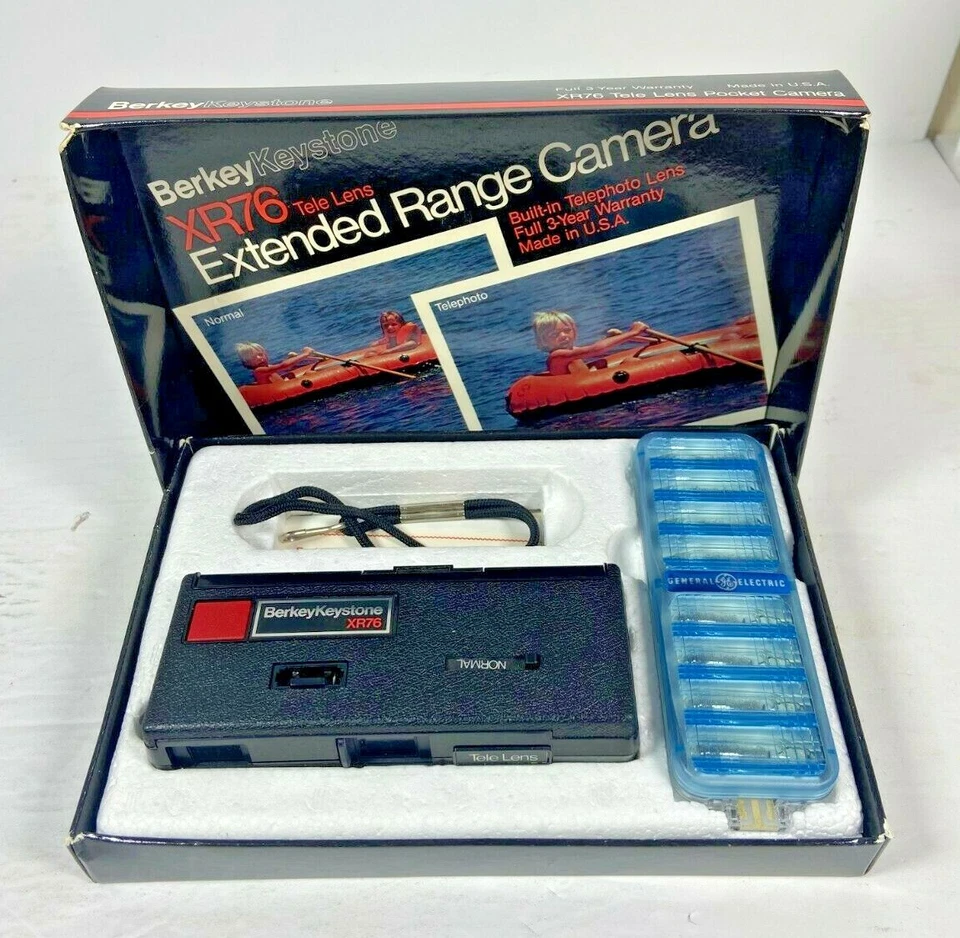 BerkeyKeystone
Full 3 Year Warranty Made in U.S.A.
XR76 Tele Lens Pocket Camera
BerkeyKeystone
XR76 Tele Lens
Extended Range Camera
Built-in Telephoto Lens
Full 3-Year Warranty
Made in U.S.A.
Normal
Telephoto
GENERAL GE ELECTRIC
BerkeyKeystone
XR76
NORMAL
Tele Lens